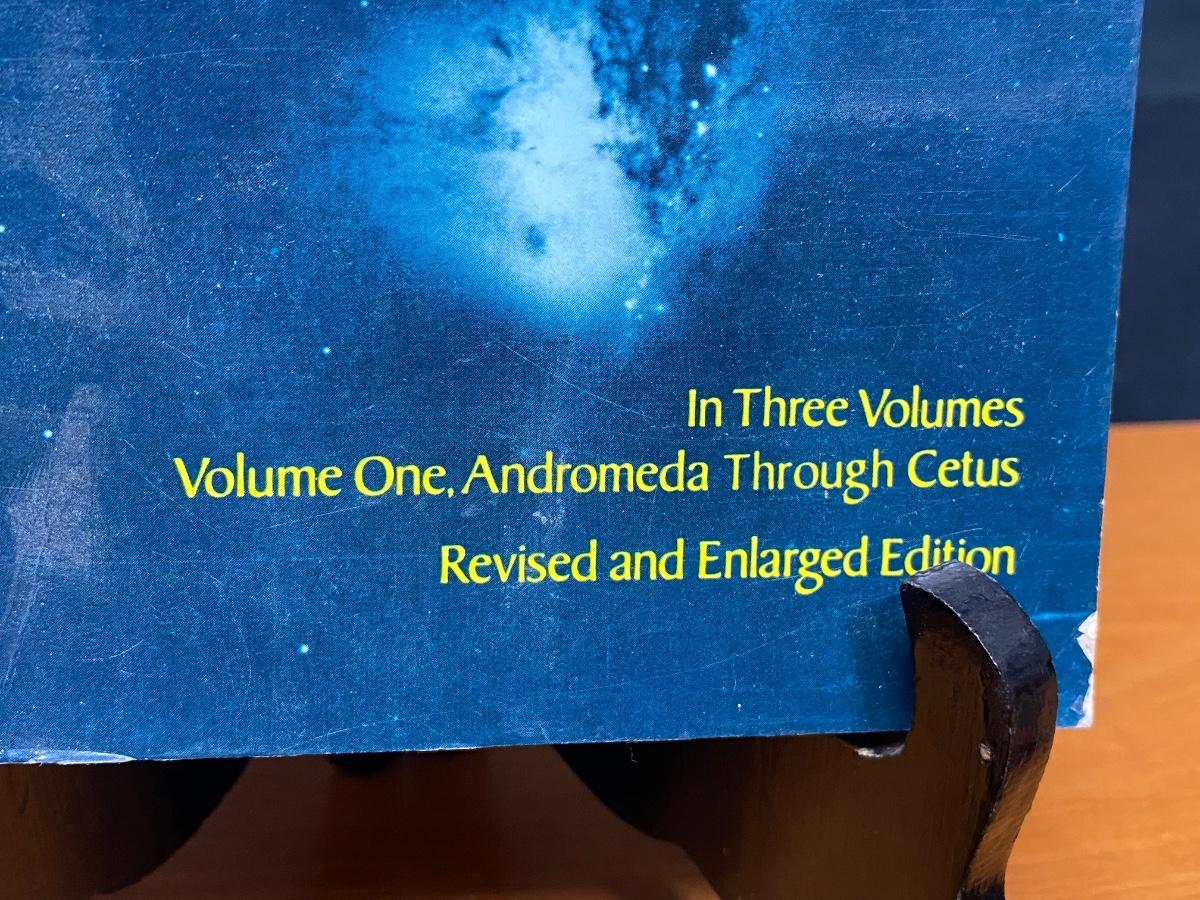 In Three Volumes
Volume One, Andromeda Through Cetus
Revised and Enlarged Edition